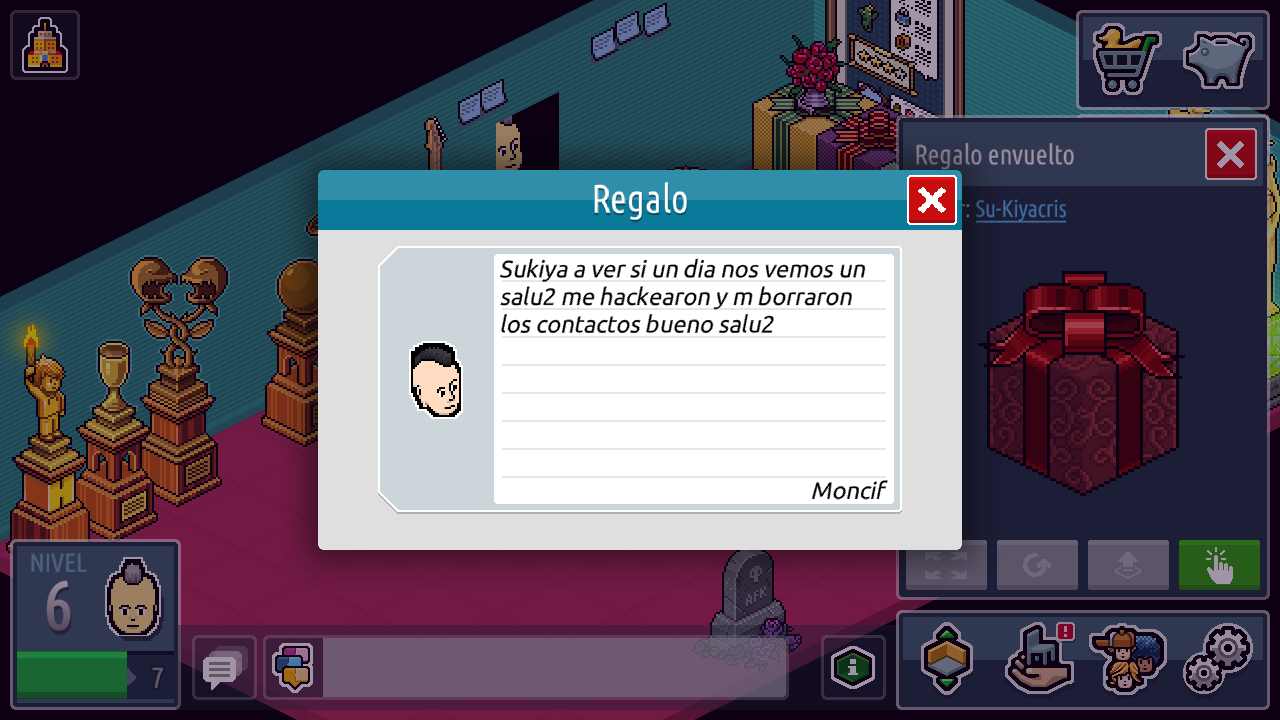 Regalo
Sukiya a ver si un dia nos vemos un
salu2 me hackearon y m borraron
los contactos bueno salu2
Moncif
Regalo envuelto
r: Su-Kiyacris
AFK
NIVEL
6
7